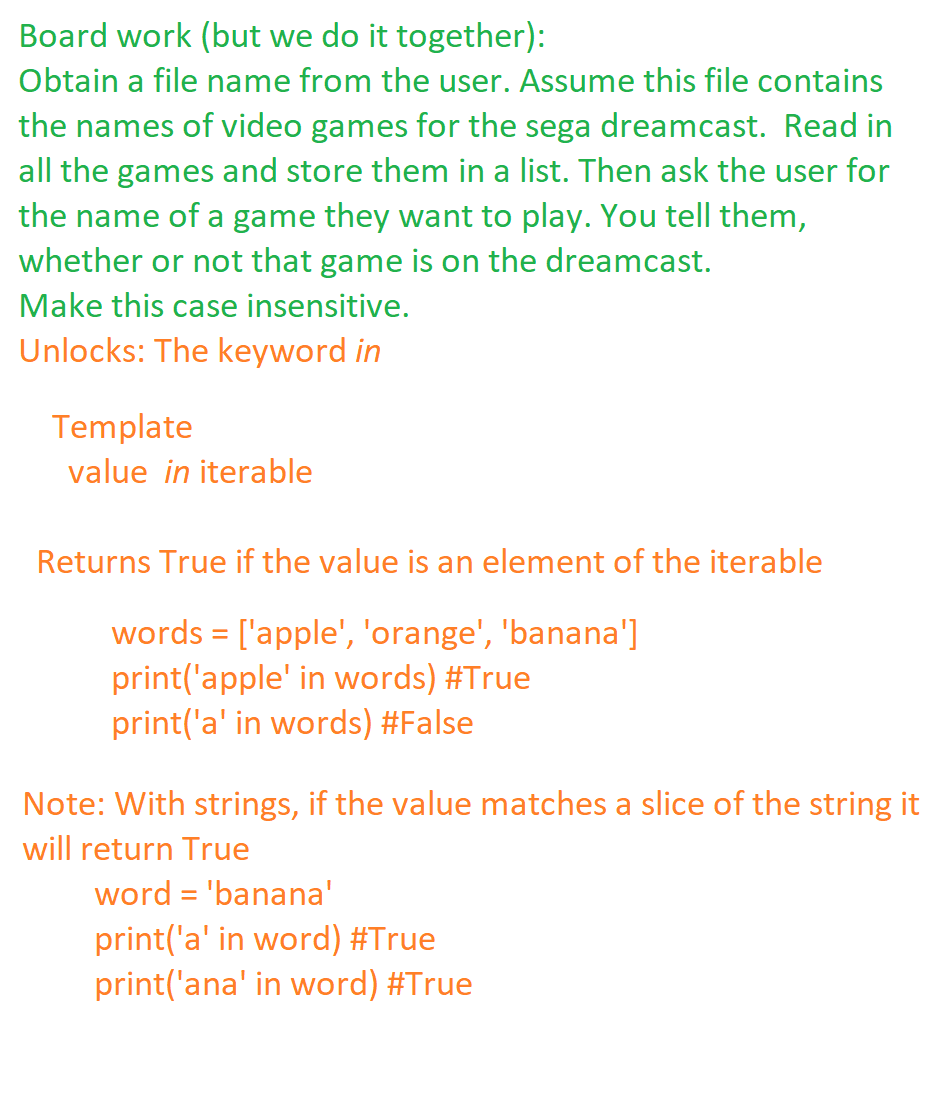 Board work (but we do it together):
Obtain a file name from the user. Assume this file contains
the names of video games for the sega dreamcast.  Read in
all the games and store them in a list. Then ask the user for
the name of a game they want to play. You tell them,
whether or not that game is on the dreamcast.
Make this case insensitive.
Unlocks: The keyword in
Template
value  in iterable
Returns True if the value is an element of the iterable
words = ['apple', 'orange', 'banana']
print('apple' in words) #True
print('a' in words) #False
Note: With strings, if the value matches a slice of the string it
will return True
word = 'banana'
print('a' in word) #True
print('ana' in word) #True